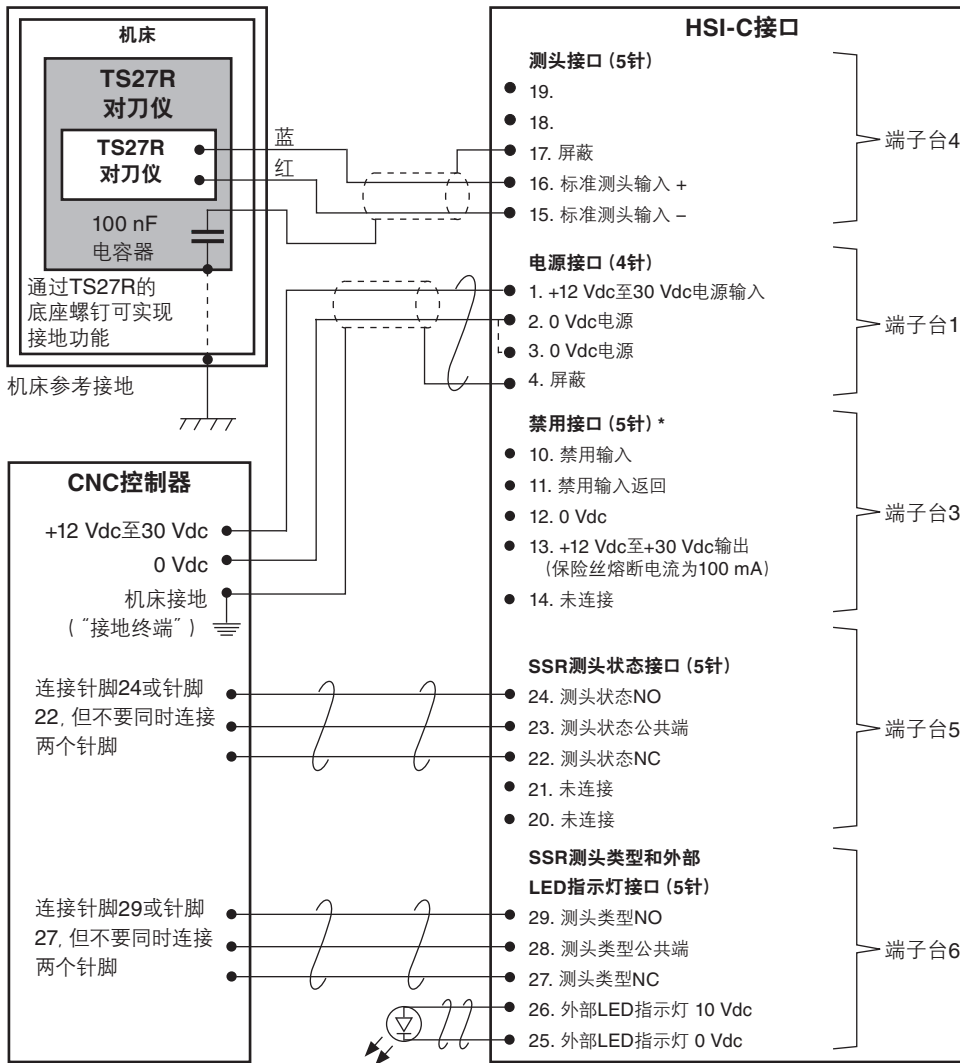 机床
TS27R
对刀仪
TS27R
对刀仪
蓝
红
100 nF
电容器
通过TS27R的
底座螺钉可实现
接地功能
机床参考接地
CNC控制器
+12 Vdc至30 Vdc
0 Vdc
机床接地
(“接地终端”)
连接针脚24或针脚
22, 但不要同时连接
两个针脚
连接针脚29或针脚
27, 但不要同时连接
两个针脚
HSI-C接口
测头接口 (5针)
19.
18.
17. 屏蔽
16. 标准测头输入 +
15. 标准测头输入 –
端子台4
电源接口 (4针)
1. +12 Vdc至30 Vdc电源输入
2. 0 Vdc电源
3. 0 Vdc电源
4. 屏蔽
端子台1
禁用接口 (5针) *
10. 禁用输入
11. 禁用输入返回
12. 0 Vdc
13. +12 Vdc至+30 Vdc输出
(保险丝熔断电流为100 mA)
14. 未连接
端子台3
SSR测头状态接口 (5针)
24. 测头状态NO
23. 测头状态公共端
22. 测头状态NC
21. 未连接
20. 未连接
端子台5
SSR测头类型和外部
LED指示灯接口 (5针)
29. 测头类型NO
28. 测头类型公共端
27. 测头类型NC
26. 外部LED指示灯 10 Vdc
25. 外部LED指示灯 0 Vdc
端子台6